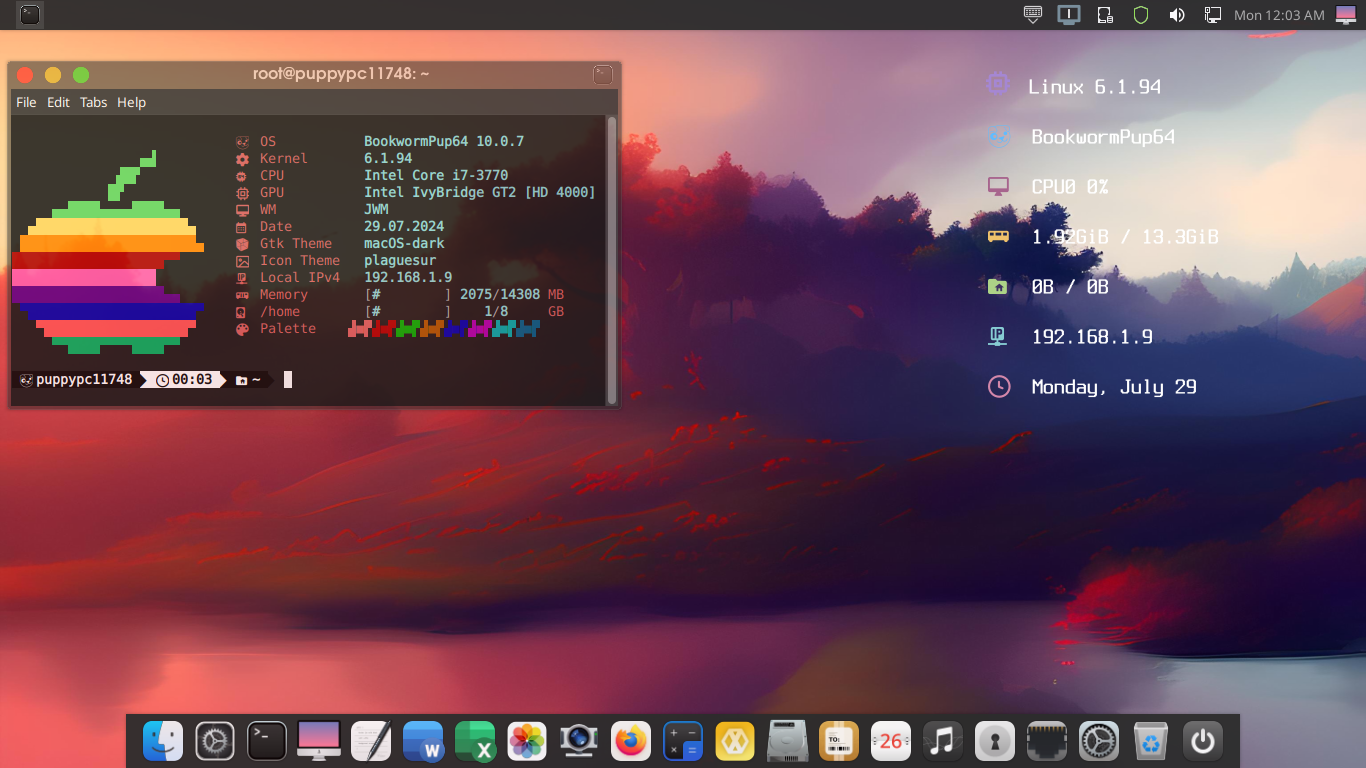 Mon 12:03 AM
root@puppypc11748: ~
File Edit Tabs Help
OS BookwormPup64 10.0.7
Kernel 6.1.94
CPU Intel Core i7-3770
GPU Intel IvyBridge GT2 [HD 4000]
WM JWM
Date 29.07.2024
Gtk Theme macOS-dark
Icon Theme plaguesur
Local IPv4 192.168.1.9
Memory [# ] 2075/14308 MB
/home [# ] 1/8 GB
Palette
puppypc11748 00:03 ~
Linux 6.1.94
BookwormPup64
CPU0 0%
1.92GiB / 13.3GiB
0B / 0B
IP 192.168.1.9
Monday, July 29
>_ W X TO: 26